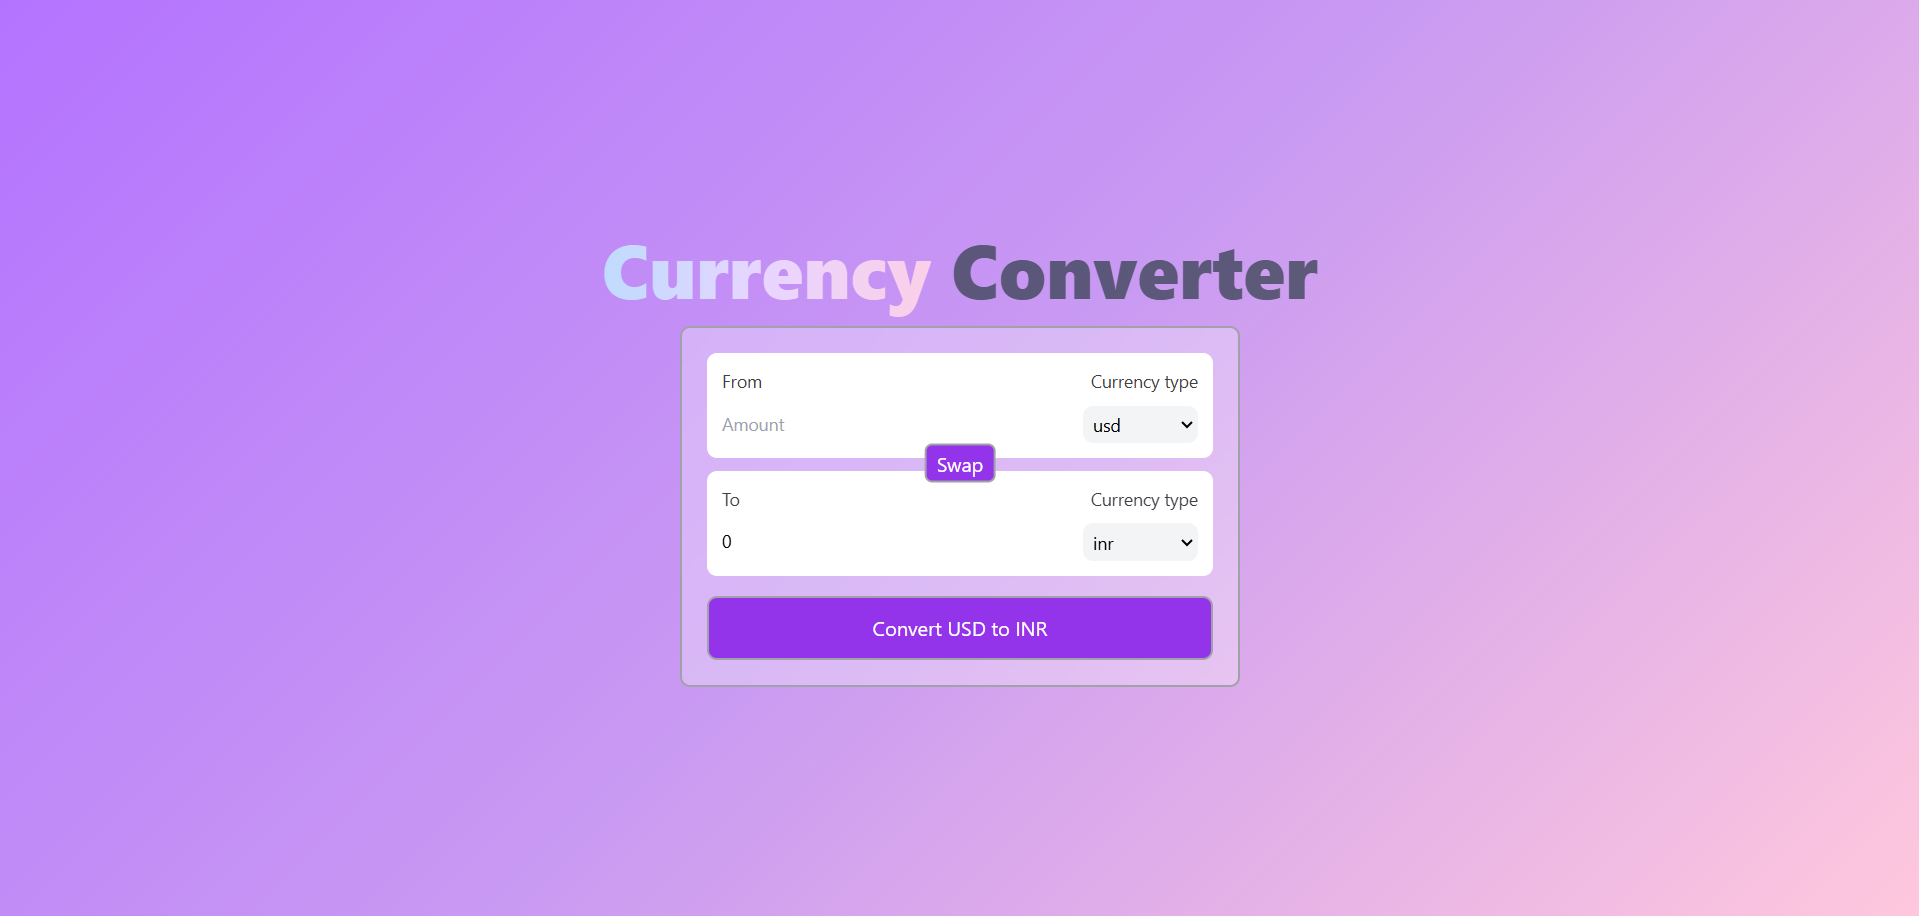 Currency Converter
From Currency type
Amount usd
Swap
To Currency type
0 inr
Convert USD to INR